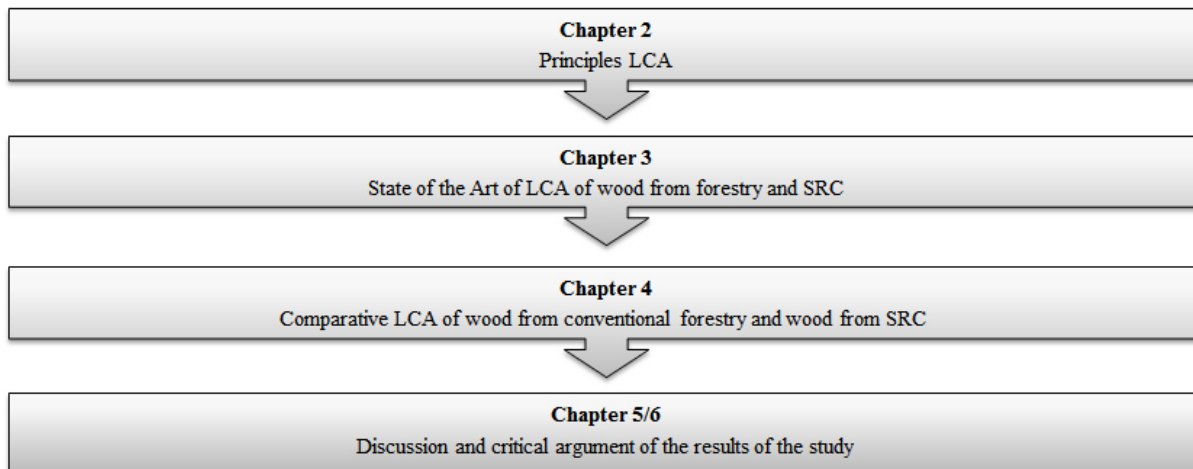 Chapter 2
Principles LCA
Chapter 3
State of the Art of LCA of wood from forestry and SRC
Chapter 4
Comparative LCA of wood from conventional forestry and wood from SRC
Chapter 5/6
Discussion and critical argument of the results of the study